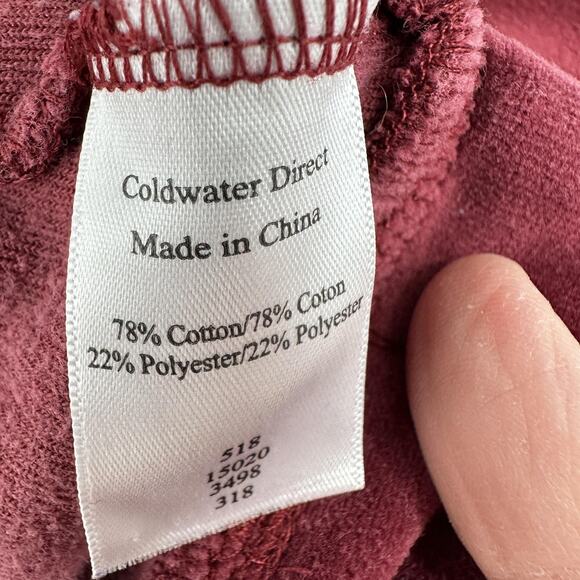 Coldwater Direct
Made in China
78% Cotton/78% Coton
22% Polyester/22% Polyester
518
15020
3498
318